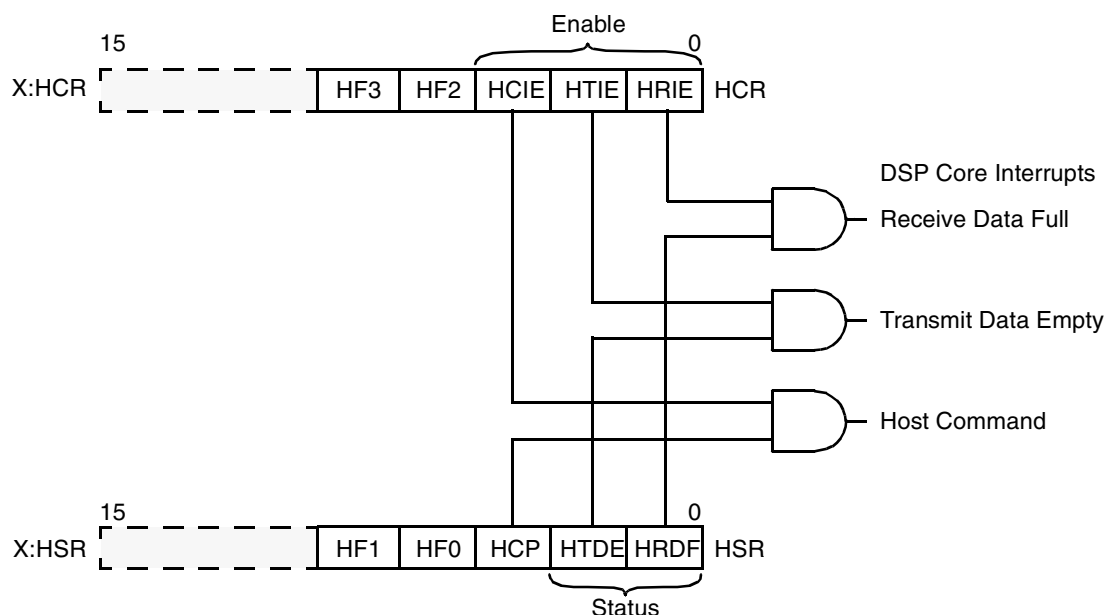 Enable
15 0
X:HCR HF3 HF2 HCIE HTIE HRIE HCR
DSP Core Interrupts
Receive Data Full
Transmit Data Empty
Host Command
15 0
X:HSR HF1 HF0 HCP HTDE HRDF HSR
Status